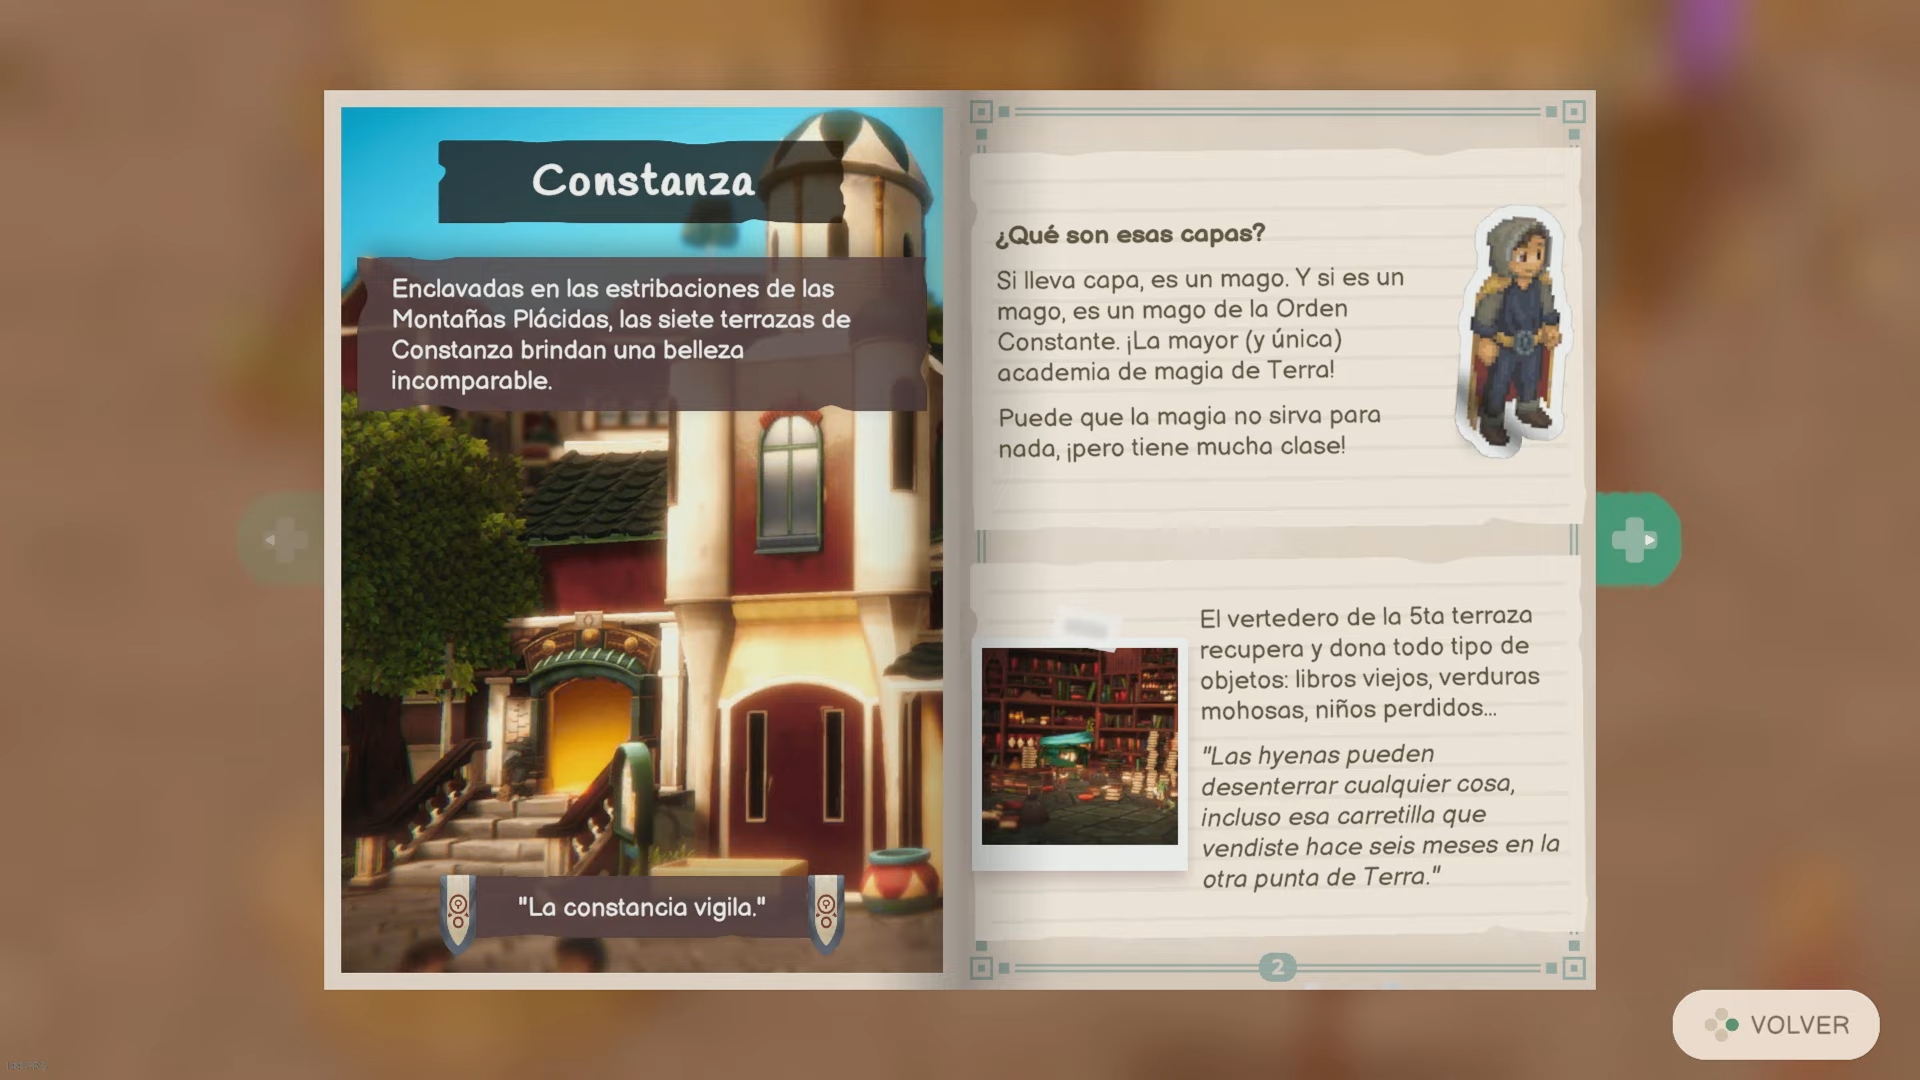 Constanza
Enclavadas en las estribaciones de las
Montañas Plácidas, las siete terrazas de
Constanza brindan una belleza
incomparable.
"La constancia vigila."
¿Qué son esas capas?
Si lleva capa, es un mago. Y si es un
mago, es un mago de la Orden
Constante. ¡La mayor (y única)
academia de magia de Terra!
Puede que la magia no sirva para
nada, ¡pero tiene mucha clase!
El vertedero de la 5ta terraza
recupera y dona todo tipo de
objetos: libros viejos, verduras
mohosas, niños perdidos...
"Las hyenas pueden
desenterrar cualquier cosa,
incluso esa carretilla que
vendiste hace seis meses en la
otra punta de Terra."
2
VOLVER